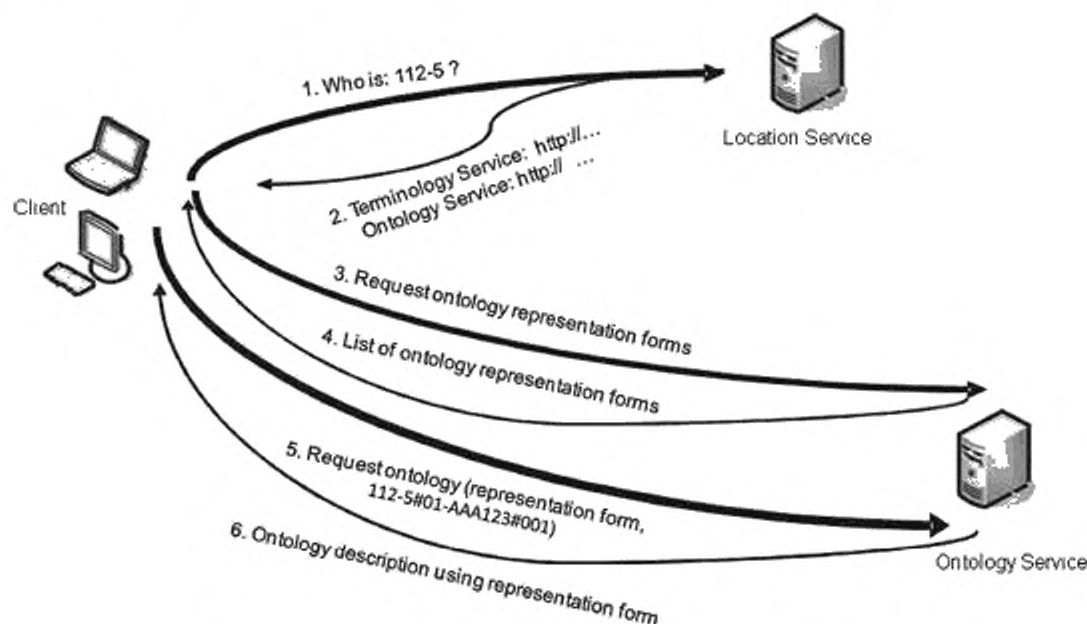 1. Who is: 112-5 ?
Location Service
2. Terminology Service: http://...
Ontology Service: http:// ...
Client
3. Request ontology representation forms
4. List of ontology representation forms
5. Request ontology (representation form,
112-5#01-AAA123#001)
6. Ontology description using representation form
Ontology Service